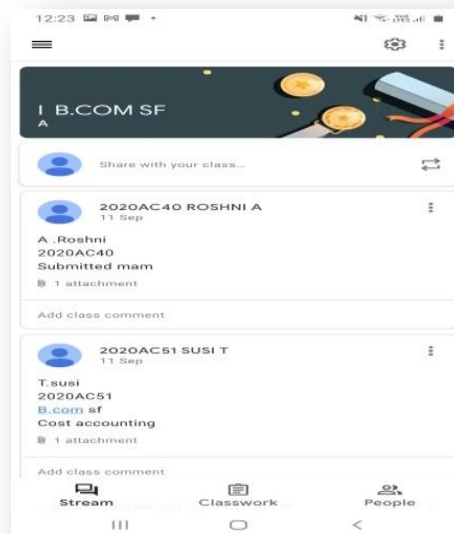 12:23
I B.COM SF
A
Share with your class...
2020AC40 ROSHNI A
11 Sep
A .Roshni
2020AC40
Submitted mam
1 attachment
Add class comment
2020AC51 SUSI T
11 Sep
T.susi
2020AC51
B.com sf
Cost accounting
1 attachment
Add class comment
Stream Classwork People